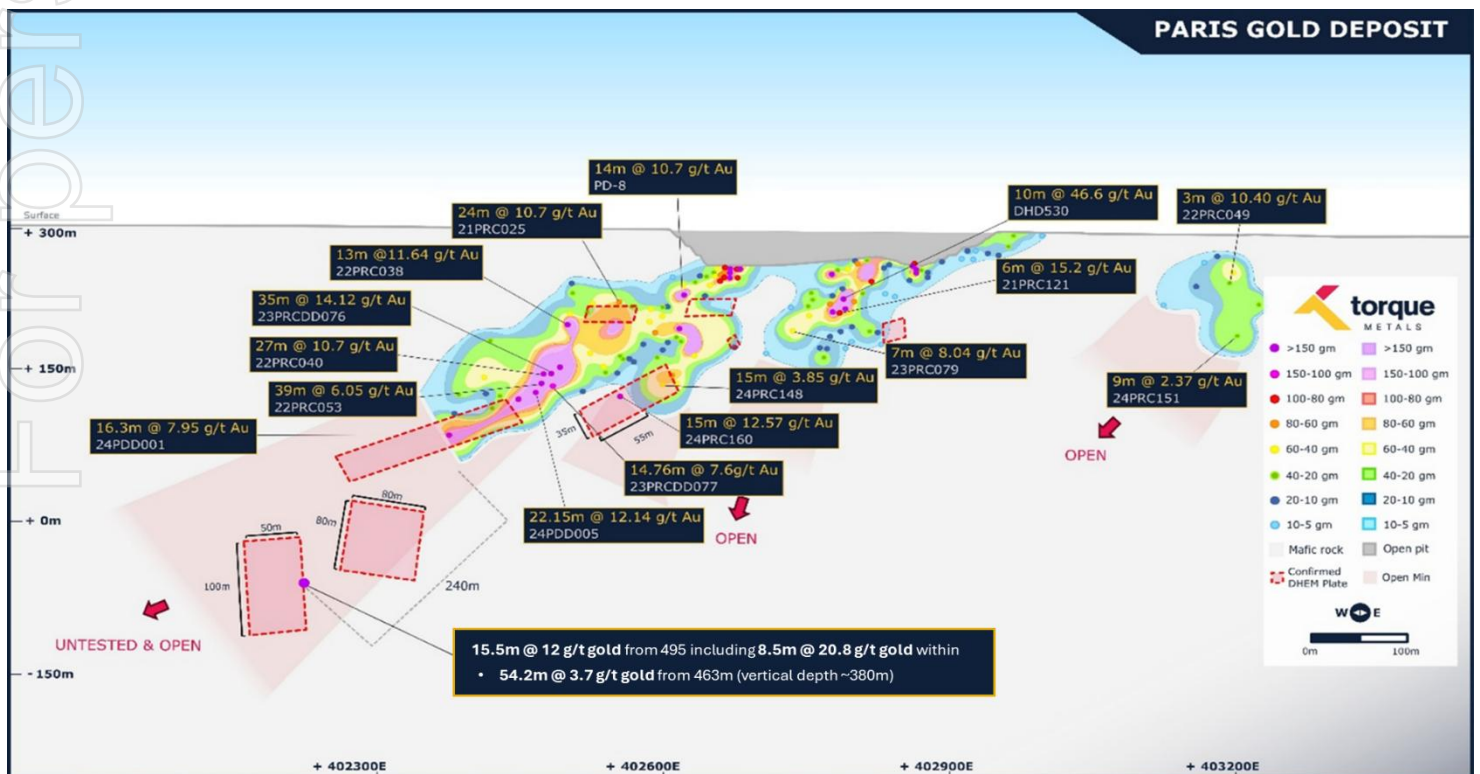 For pers
PARIS GOLD DEPOSIT
14m @ 10.7 g/t Au
PD-8
10m @ 46.6 g/t Au
DHD530
3m @ 10.40 g/t Au
22PRC049
24m @ 10.7 g/t Au
21PRC025
Surface
+ 300m
13m @11.64 g/t Au
22PRC038
6m @ 15.2 g/t Au
21PRC121
35m @ 14.12 g/t Au
23PRCDD076
27m @ 10.7 g/t Au
22PRC040
+ 150m
7m @ 8.04 g/t Au
23PRC079
39m @ 6.05 g/t Au
22PRC053
15m @ 3.85 g/t Au
24PRC148
9m @ 2.37 g/t Au
24PRC151
16.3m @ 7.95 g/t Au
24PDD001
35m
55m
15m @ 12.57 g/t Au
24PRC160
OPEN
14.76m @ 7.6g/t Au
23PRCDD077
80m
80m
22.15m @ 12.14 g/t Au
24PDD005
OPEN
+ 0m
50m
100m
240m
UNTESTED & OPEN
15.5m @ 12 g/t gold from 495 including 8.5m @ 20.8 g/t gold within
• 54.2m @ 3.7 g/t gold from 463m (vertical depth ~380m)
- 150m
+ 402300E
+ 402600E
+ 402900E
+ 403200E
torque
METALS
>150 gm >150 gm
150-100 gm 150-100 gm
100-80 gm 100-80 gm
80-60 gm 80-60 gm
60-40 gm 60-40 gm
40-20 gm 40-20 gm
20-10 gm 20-10 gm
10-5 gm 10-5 gm
Mafic rock Open pit
Confirmed
DHEM Plate Open Min
W E
0m 100m